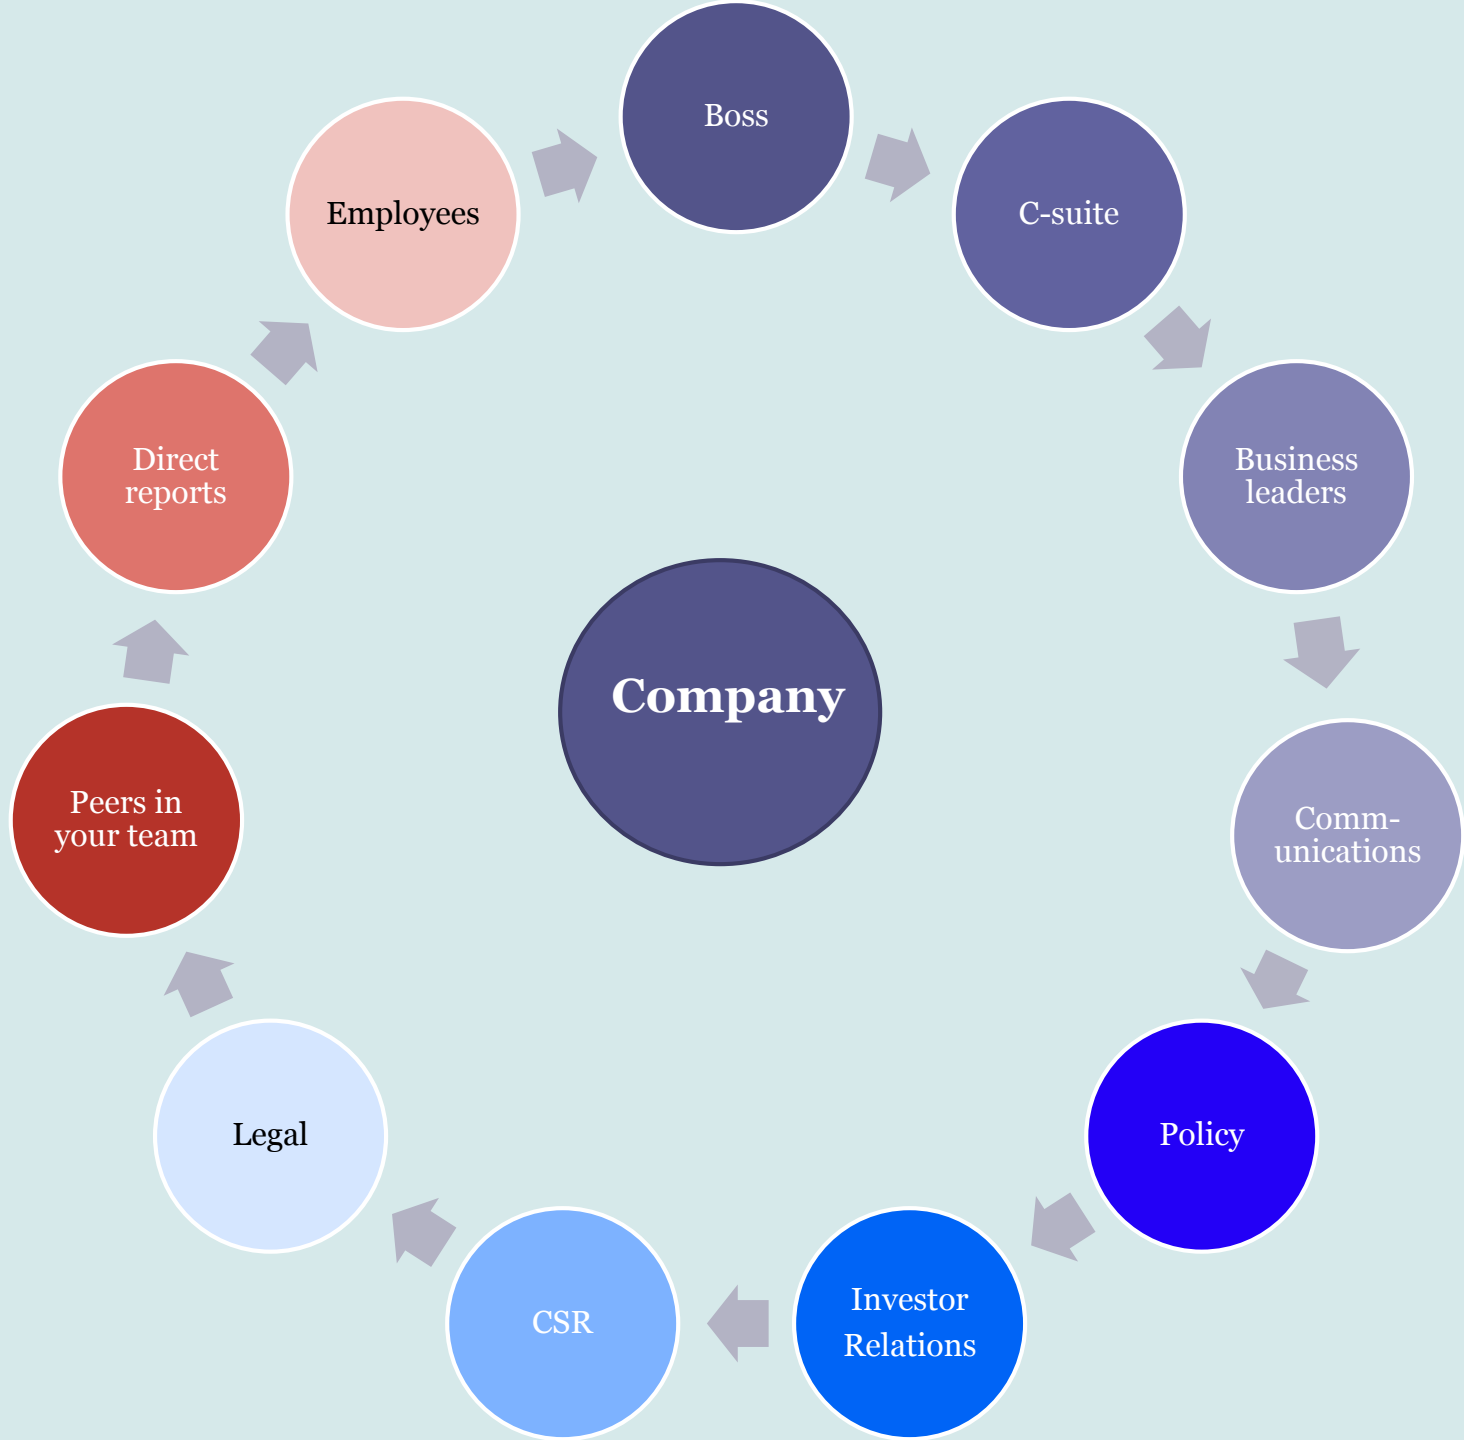 Boss
C-suite
Business
leaders
Comm-
unications
Policy
Investor
Relations
CSR
Legal
Peers in
your team
Direct
reports
Employees
Company